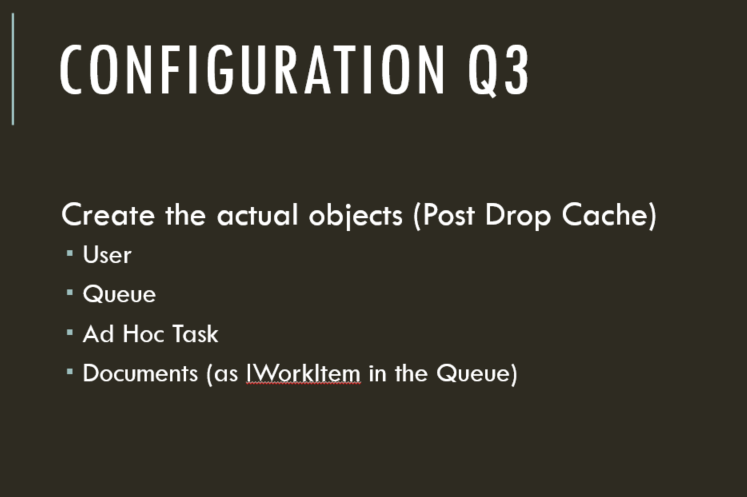 CONFIGURATION Q3
Create the actual objects (Post Drop Cache)
User
Queue
Ad Hoc Task
Documents (as IWorkItem in the Queue)